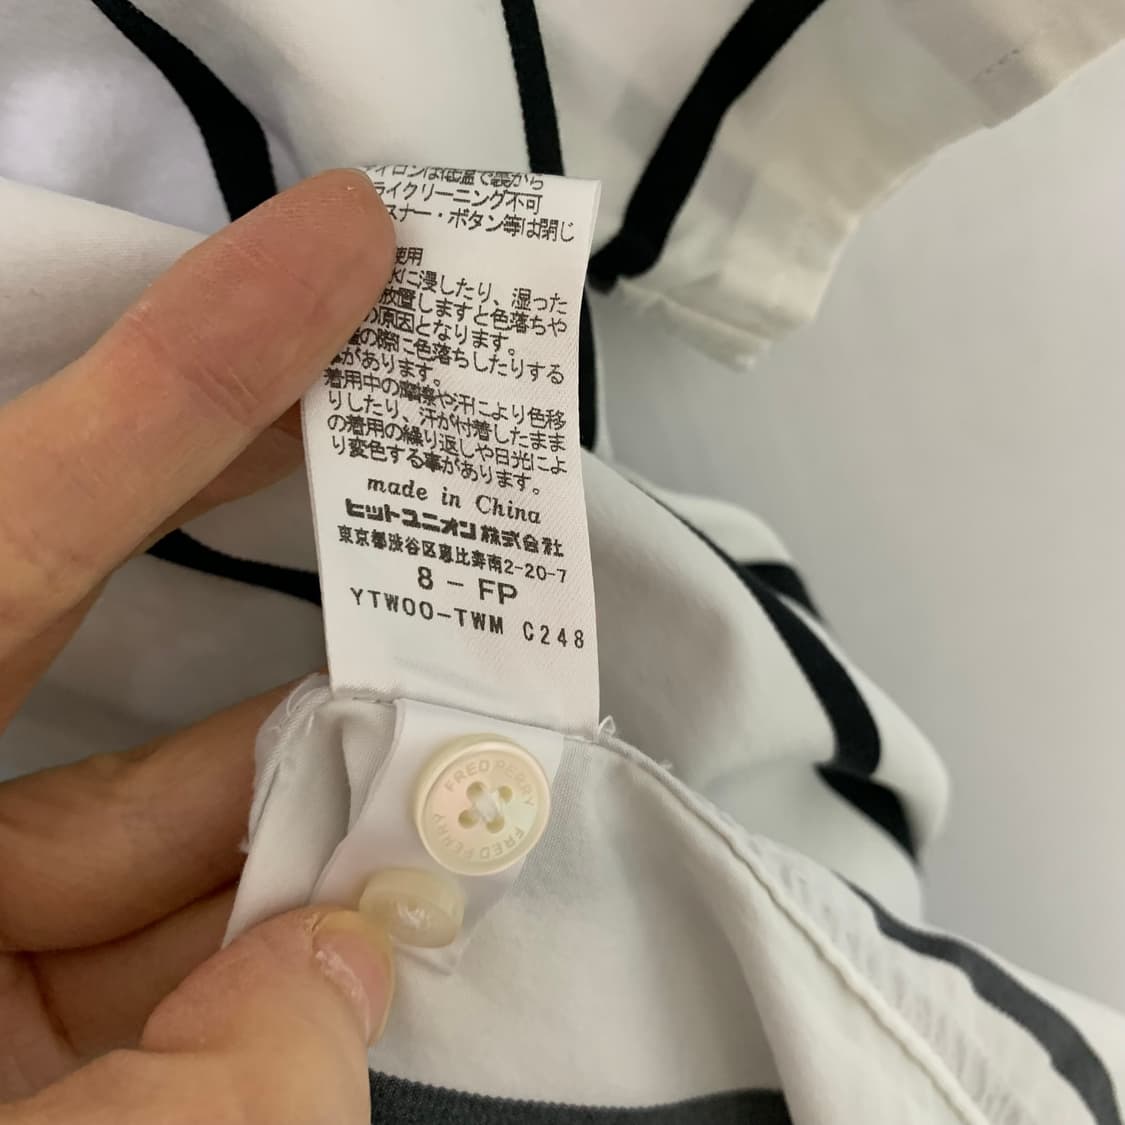 イロンは低温で裏から
ライクリーニング不可
スナー・ボタン等は閉じ
使用
水に浸したり、湿った
放置しますと色落ちや
の原因となります。
の際に色落ちしたりする
事があります。
着用中の摩擦や汗により色移
りしたり、汗が付着したまま
の着用の繰り返しや日光によ
り変色する事があります。
made in China
ヒットユニオン株式会社
東京都渋谷区恵比寿南2-20-7
8 - FP
YTW00-TWM C248
FRED PERRY
FRED PERRY